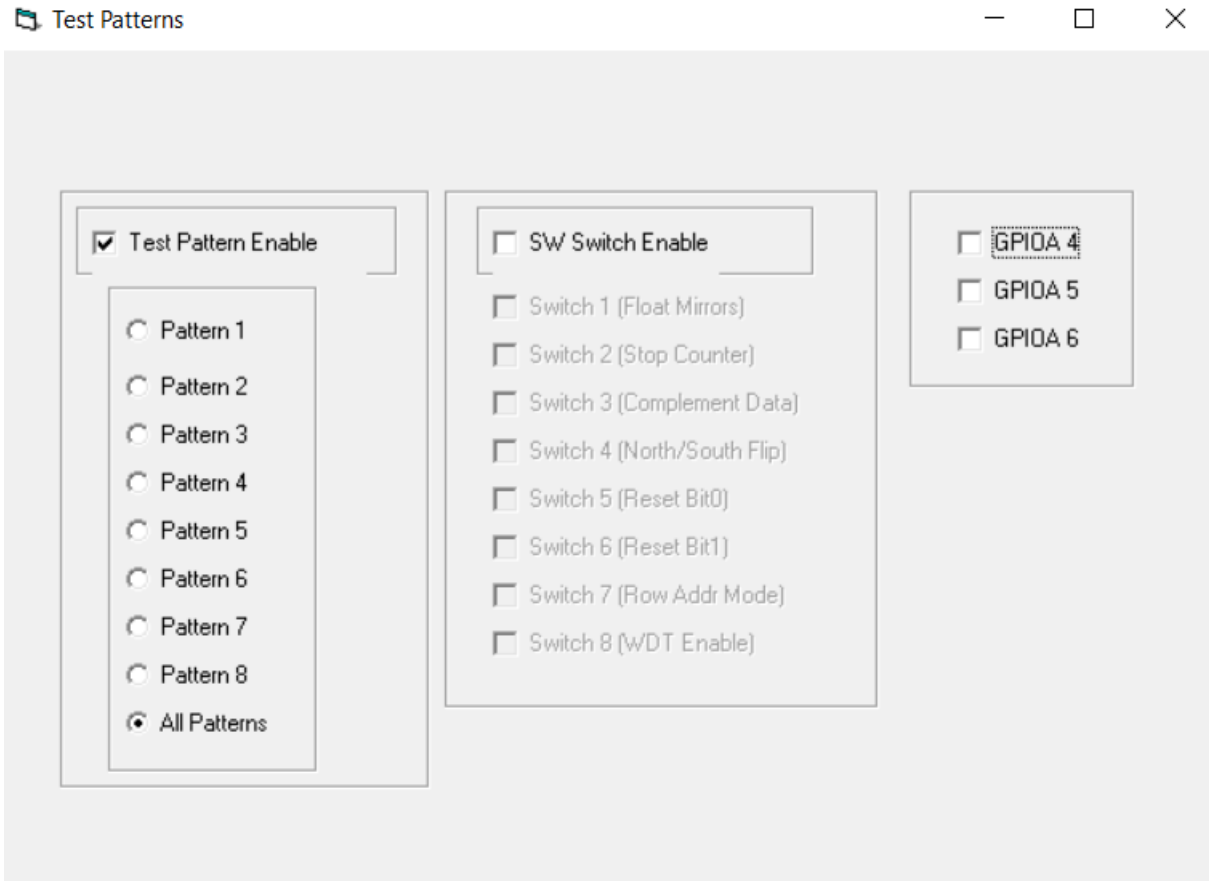 Test Patterns
Test Pattern Enable
Pattern 1
Pattern 2
Pattern 3
Pattern 4
Pattern 5
Pattern 6
Pattern 7
Pattern 8
All Patterns
SW Switch Enable
Switch 1 (Float Mirrors)
Switch 2 (Stop Counter)
Switch 3 (Complement Data)
Switch 4 (North/South Flip)
Switch 5 (Reset Bit0)
Switch 6 (Reset Bit1)
Switch 7 (Row Addr Mode)
Switch 8 (WDT Enable)
GPIOA 4
GPIOA 5
GPIOA 6